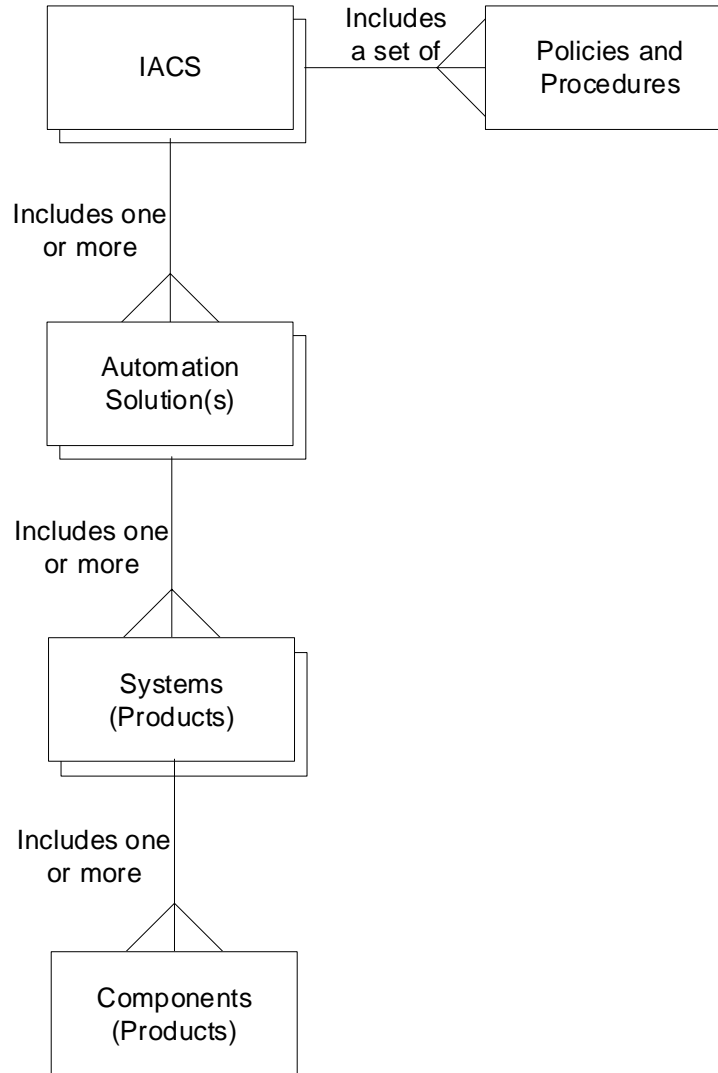 Includes
a set of
IACS
Policies and
Procedures
Includes one
or more
Automation
Solution(s)
Includes one
or more
Systems
(Products)
Includes one
or more
Components
(Products)